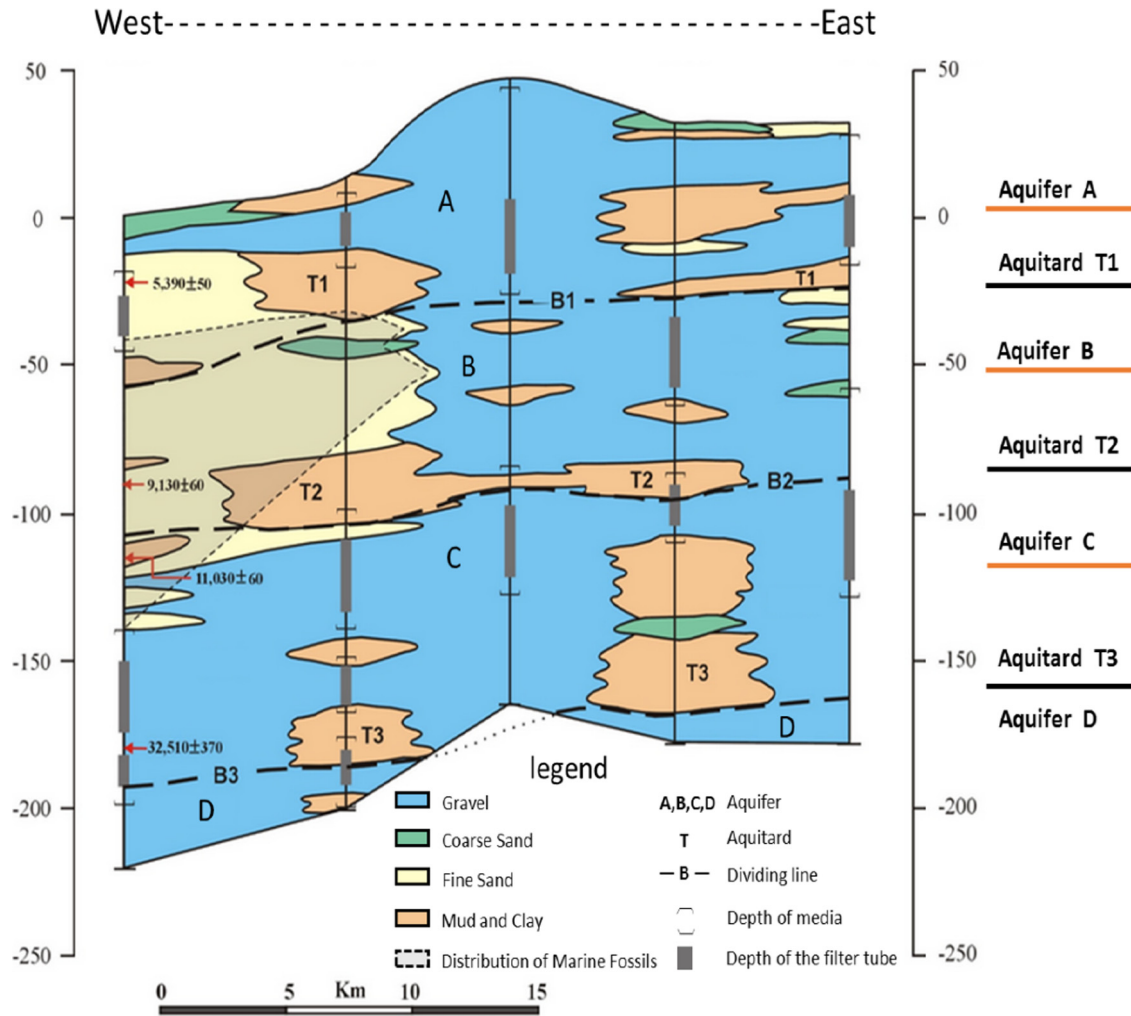 West East
50 50
0 0
-50 -50
-100 -100
-150 -150
-200 -200
-250 -250
A
T1
T1
5,390±50
B1
B
T2
T2
B2
9,130±60
C
11,030±60
T3
T3
32,510±370
B3
D
D
Aquifer A
Aquitard T1
Aquifer B
Aquitard T2
Aquifer C
Aquitard T3
Aquifer D
legend
Gravel
Coarse Sand
Fine Sand
Mud and Clay
Distribution of Marine Fossils
A,B,C,D Aquifer
T Aquitard
B Dividing line
Depth of media
Depth of the filter tube
0 5 Km 10 15